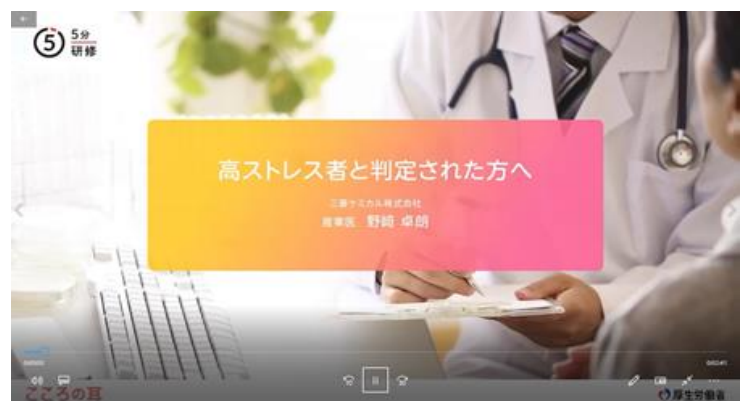 5分
研修
高ストレス者と判定された方へ
三菱ケミカル株式会社
産業医 野﨑 卓朗
こころの耳
厚生労働省